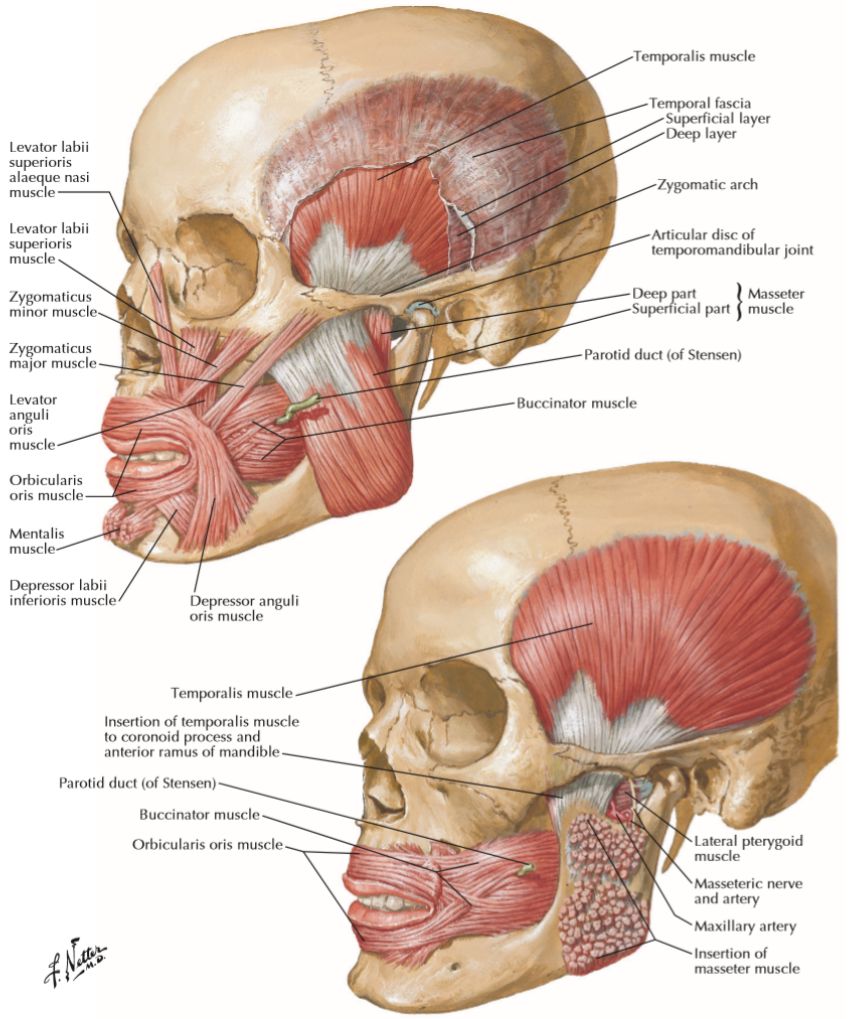 Temporalis muscle
Temporal fascia
Superficial layer
Deep layer
Zygomatic arch
Articular disc of
temporomandibular joint
Deep part
Superficial part
} Masseter
muscle
Parotid duct (of Stensen)
Buccinator muscle
Levator labii
superioris
alaeque nasi
muscle
Levator labii
superioris
muscle
Zygomaticus
minor muscle
Zygomaticus
major muscle
Levator
anguli
oris
muscle
Orbicularis
oris muscle
Mentalis
muscle
Depressor labii
inferioris muscle
Depressor anguli
oris muscle
Temporalis muscle
Insertion of temporalis muscle
to coronoid process and
anterior ramus of mandible
Parotid duct (of Stensen)
Buccinator muscle
Orbicularis oris muscle
Lateral pterygoid
muscle
Masseteric nerve
and artery
Maxillary artery
Insertion of
masseter muscle
F. Netter
M.D.